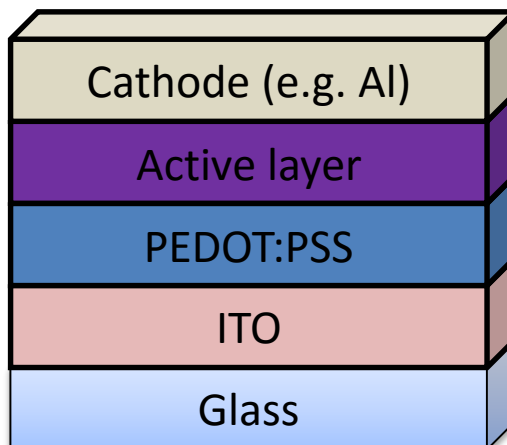 Cathode (e.g. Al)
Active layer
PEDOT:PSS
ITO
Glass